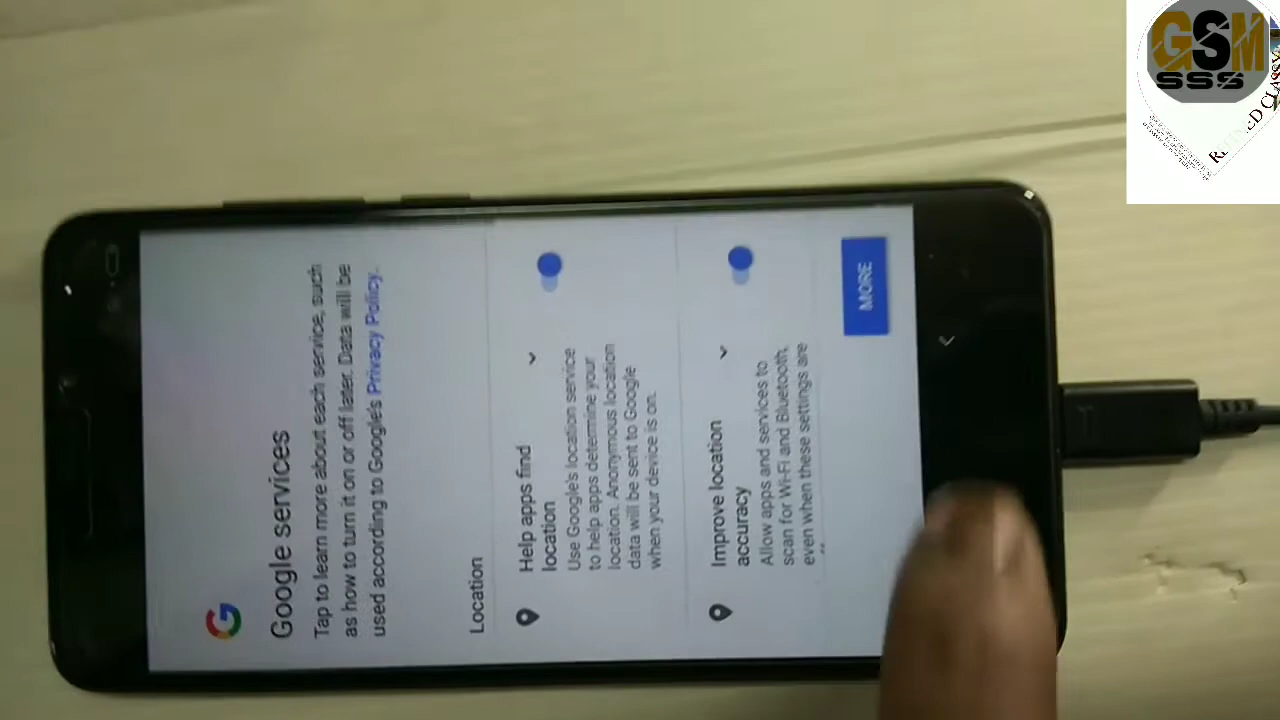 Google services
Tap to learn more about each service, such
as how to turn it on or off later. Data will be
used according to Google's Privacy Policy.
Location
Help apps find
location
Use Google's location service
to help apps determine your
location. Anonymous location
data will be sent to Google
when your device is on.
Improve location
accuracy
Allow apps and services to
scan for Wi-Fi and Bluetooth,
even when these settings are
MORE
GSM
SSS